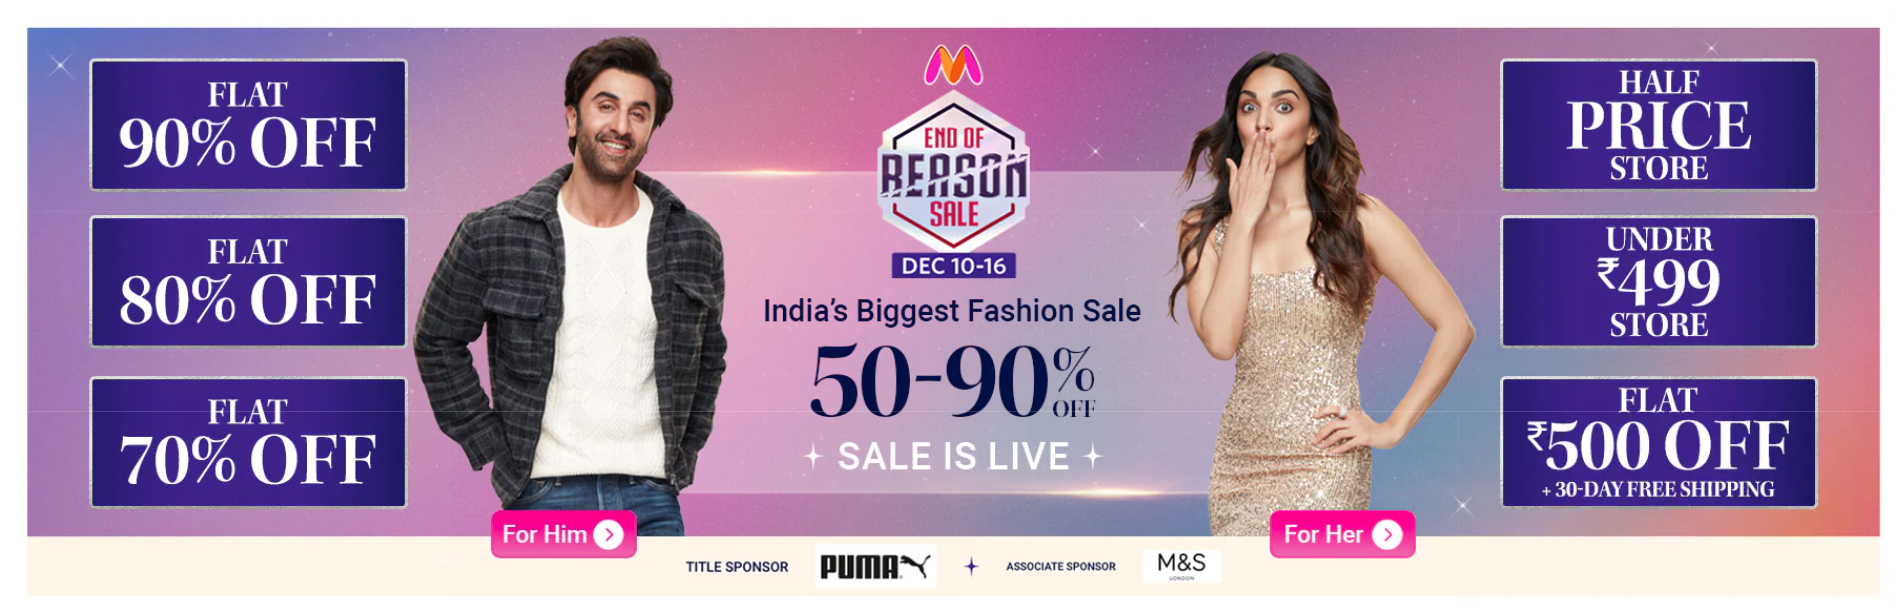 FLAT
90% OFF
FLAT
80% OFF
FLAT
70% OFF
END OF
REASON
SALE
DEC 10-16
India's Biggest Fashion Sale
50-90% OFF
SALE IS LIVE
HALF
PRICE
STORE
UNDER
₹499
STORE
FLAT
₹500 OFF
+ 30-DAY FREE SHIPPING
For Him
For Her
TITLE SPONSOR PUMA ASSOCIATE SPONSOR M&S
LONDON